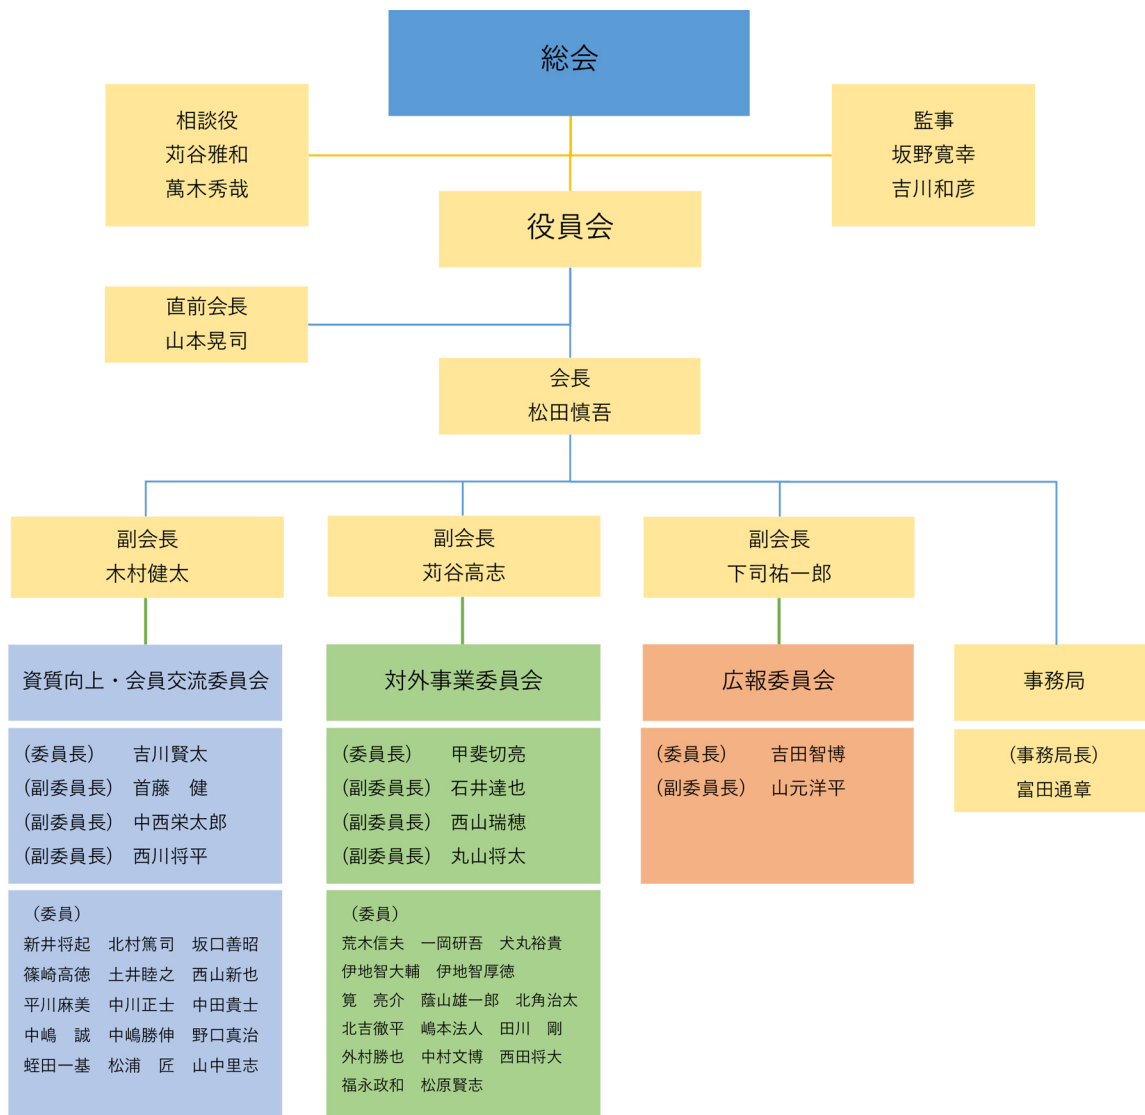 総会
相談役
苅谷雅和
萬木秀哉
監事
坂野寛幸
吉川和彦
役員会
直前会長
山本晃司
会長
松田慎吾
副会長
木村健太
副会長
苅谷高志
副会長
下司祐一郎
資質向上・会員交流委員会
(委員長)　吉川賢太
(副委員長)　首藤　健
(副委員長)　中西栄太郎
(副委員長)　西川将平
（委員）
新井将起　北村篤司　坂口善昭
篠崎高徳　土井睦之　西山新也
平川麻美　中川正士　中田貴士
中嶋　誠　中嶋勝伸　野口真治
蛭田一基　松浦　匠　山中里志
対外事業委員会
(委員長)　甲斐切亮
(副委員長)　石井達也
(副委員長)　西山瑞穂
(副委員長)　丸山将太
（委員）
荒木信夫　一岡研吾　犬丸裕貴
伊地智大輔　伊地智厚徳
筧　亮介　蔭山雄一郎　北角治太
北吉徹平　嶋本法人　田川　剛
外村勝也　中村文博　西田将大
福永政和　松原賢志
広報委員会
(委員長)　吉田智博
(副委員長)　山元洋平
事務局
(事務局長)
富田通章